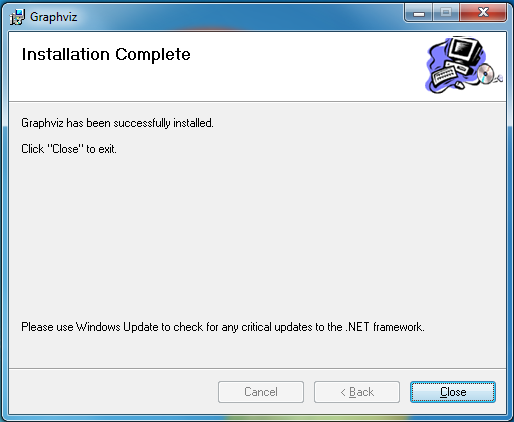 Graphviz
Installation Complete
Graphviz has been successfully installed.
Click "Close" to exit.
Please use Windows Update to check for any critical updates to the .NET framework.
Cancel
< Back
Close